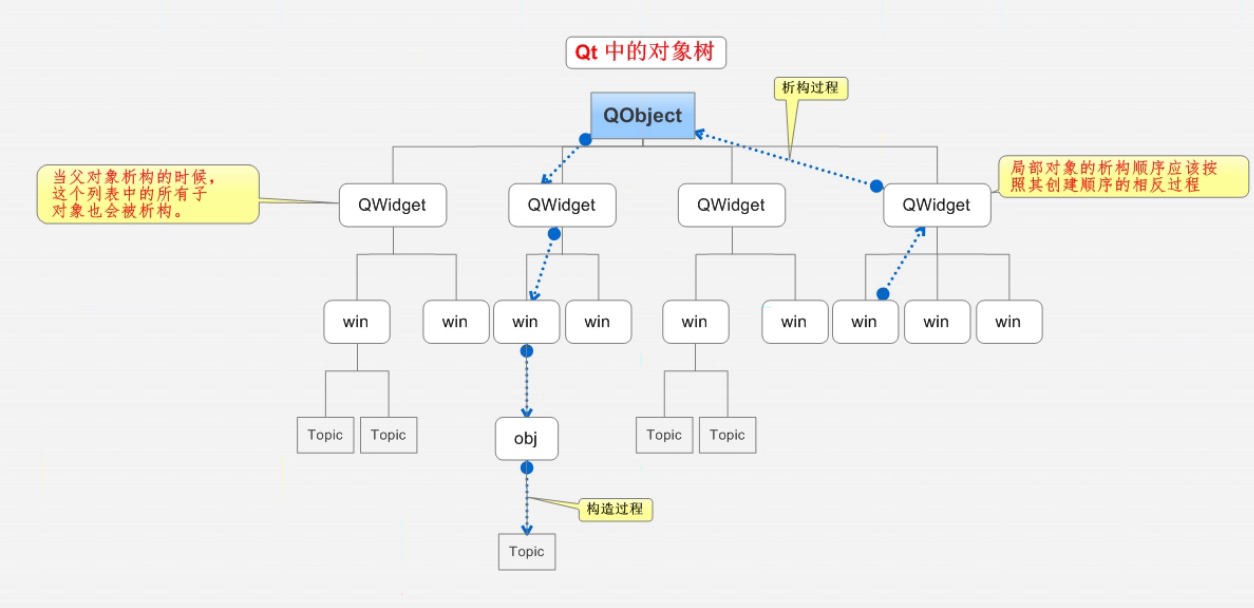 Qt 中的对象树
析构过程
QObject
当父对象析构的时候，
这个列表中的所有子
对象也会被析构。
局部对象的析构顺序应该按
照其创建顺序的相反过程
QWidget
QWidget
QWidget
QWidget
win
win
win
win
win
win
win
win
win
Topic
Topic
obj
Topic
Topic
构造过程
Topic